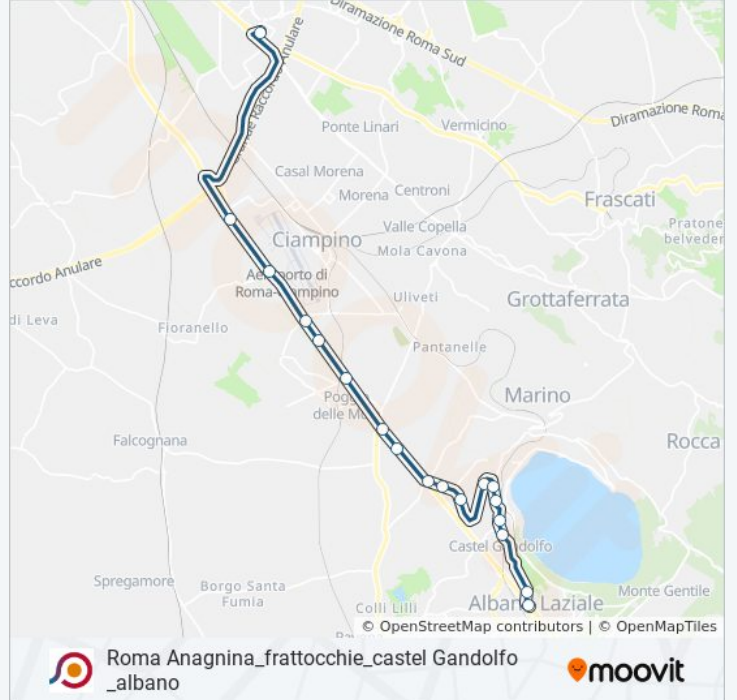 Diramazione Roma Sud
Grande Raccordo Anulare
Diramazione Roma
Ponte Linari
Vermicino
Casal Morena
Morena
Centroni
Frascati
Valle Copella
Pratone
belveder
Ciampino
Mola Cavona
ccordo Anulare
Aeroporto di
Roma-Ciampino
Uliveti
Grottaferrata
di Leva
Fioranello
Pantanelle
Marino
Falcognana
Rocca
Castel Gandolfo
Spregamore
Borgo Santa
Fumia
Colli Lilli
Albano Laziale
Monte Gentile
© OpenStreetMap contributors | © OpenMapTiles
Roma Anagnina_frattocchie_castel Gandolfo
_albano
moovit